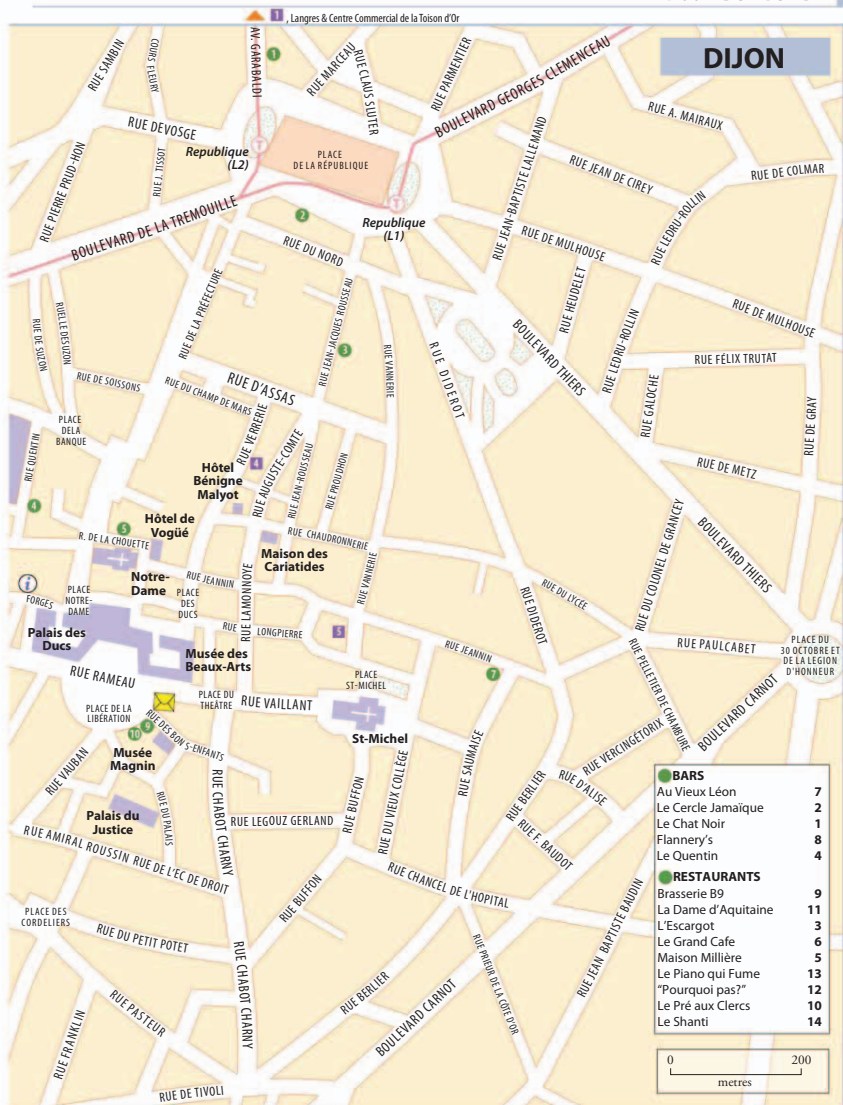 1 , Langres & Centre Commercial de la Toison d'Or
DIJON
AV. GARABALDI
1
RUE SAMBIN
COURS FLEURY
RUE MARCEAU
RUE CLAUS SLUTER
RUE PARMENTIER
BOULEVARD GEORGES CLEMENCEAU
RUE A. MAIRAUX
RUE DEVOSGE
Republique
(L2)
T
PLACE
DE LA RÉPUBLIQUE
RUE JEAN-BAPTISTE LALLEMAND
RUE JEAN DE CIREY
RUE DE COLMAR
RUE PIERRE PRUD-HON
RUE J. TISSOT
T
RUE LEDRU-ROLLIN
BOULEVARD DE LA TREMOUILLE
2
Republique
(L1)
RUE DE MULHOUSE
RUE DU NORD
RUE DE LA PRÉFECTURE
RUE HEUDELET
RUE DE MULHOUSE
RUE DE SUZON
RUELLE DESUZON
RUE JEAN-JACQUES ROUSSEAU
3
RUE VANNERIE
RUE DIDEROT
BOULEVARD THIERS
RUE LEDRU-ROLLIN
RUE FÉLIX TRUTAT
RUE DE SOISSONS
RUE DU CHAMP DE MARS
RUE D'ASSAS
RUE GALOCHE
RUE DE GRAY
PLACE
DELA
BANQUE
RUE VERRERIE
RUE AUGUSTE-COMTE
RUE QUENTIN
4
Hôtel
Bénigne
Malyot
RUE JEAN-ROUSSEAU
RUE PROUDHON
RUE DE METZ
4
Hôtel de
Vogüé
5
R. DE LA CHOUETTE
RUE CHAUDRONNERIE
Maison des
Cariatides
RUE VANNERIE
RUE DU COLONEL DE GRANCEY
BOULEVARD THIERS
i
FORGES
PLACE
NOTRE-
DAME
Notre-
Dame
RUE JEANNIN
PLACE
DES
DUCS
RUE LAMONNOYE
RUE DIDEROT
RUE DU LYCEE
RUE LONGPIERRE
5
Palais des
Ducs
Musée des
Beaux-Arts
RUE JEANNIN
RUE PAULCABET
PLACE DU
30 OCTOBRE ET
DE LA LEGION
D'HONNEUR
RUE RAMEAU
PLACE DU
THEÂTRE
RUE VAILLANT
PLACE
ST-MICHEL
7
RUE PELLETIER DE CHAMBURE
BOULEVARD CARNOT
PLACE DE LA
LIBÉRATION
9
10
RUE DES BON S-ENFANTS
St-Michel
RUE VERCINGÉTORIX
RUE VAUBAN
Musée
Magnin
RUE SAUMAISE
RUE BERLIER
RUE D'ALISE
Palais du
Justice
RUE DU PALAIS
RUE CHABOT CHARNY
RUE LEGOUZ GERLAND
RUE BUFFON
RUE DU VIEUX COLLÈGE
RUE F. BAUDOT
RUE AMIRAL ROUSSIN
RUE DE L'EC DE DROIT
RUE CHANCEL DE L'HOPITAL
RUE BUFFON
PLACE DES
CORDELIERS
RUE DU PETIT POTET
RUE CHABOT CHARNY
RUE PRIEUR DE LA CÔTE D'OR
RUE JEAN BAPTISTE BAUDIN
RUE FRANKLIN
RUE PASTEUR
RUE BERLIER
BOULEVARD CARNOT
RUE DE TIVOLI
BARS
Au Vieux Léon 7
Le Cercle Jamaïque 2
Le Chat Noir 1
Flannery's 8
Le Quentin 4
RESTAURANTS
Brasserie B9 9
La Dame d'Aquitaine 11
L'Escargot 3
Le Grand Cafe 6
Maison Millière 5
Le Piano qui Fume 13
"Pourquoi pas?" 12
Le Pré aux Clercs 10
Le Shanti 14
0 200
metres